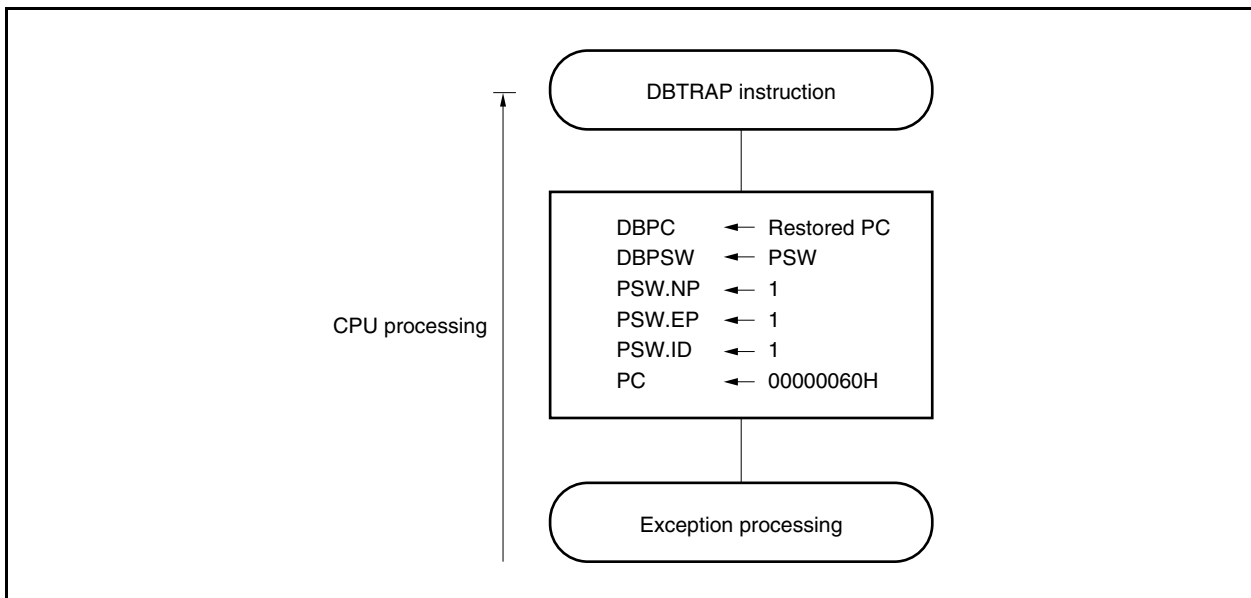 DBTRAP instruction
CPU processing
DBPC ← Restored PC
DBPSW ← PSW
PSW.NP ← 1
PSW.EP ← 1
PSW.ID ← 1
PC ← 00000060H
Exception processing